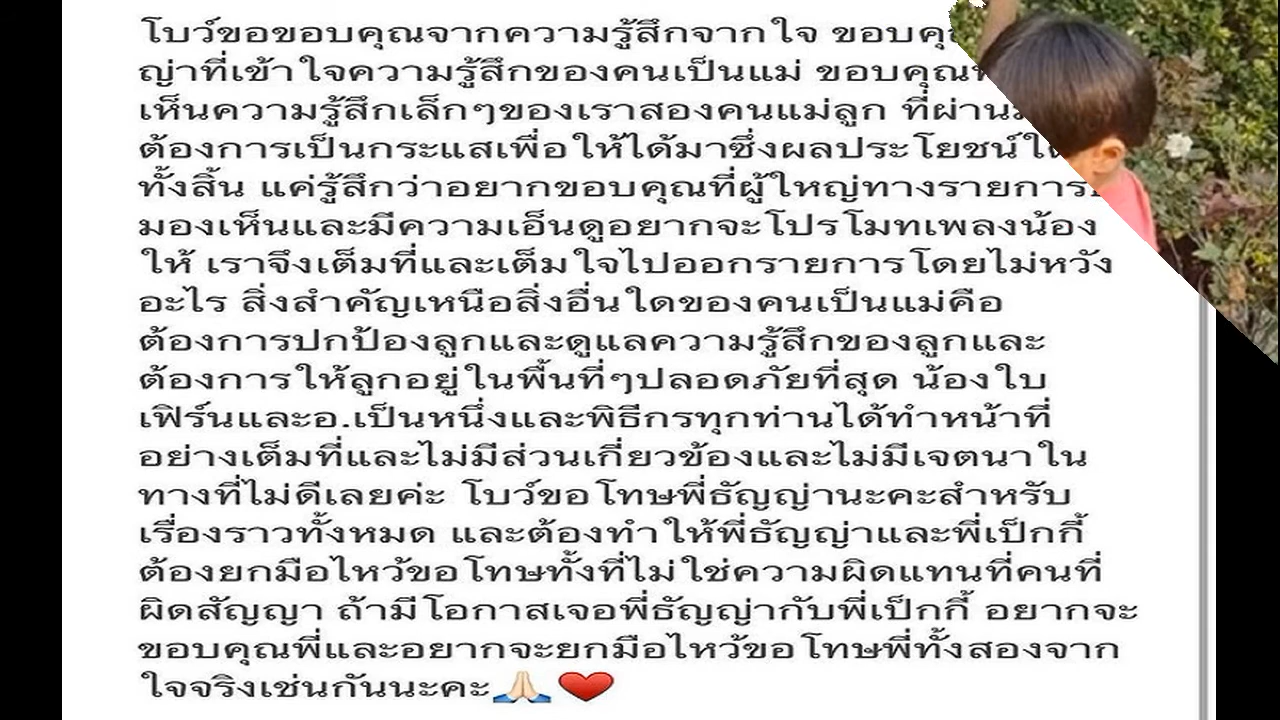 โบว์ขอขอบคุณจากความรู้สึกจากใจ
ญ่าที่เข้าใจความรู้สึกของคนเป็นแม่ ขอบคุณ
เห็นความรู้สึกเล็กๆของเราสองคนแม่ลูก
ต้องการเป็นกระแสเพื่อให้ได้มาซึ่งผลประโยชน์
ทั้งสิ้น แค่รู้สึกว่าอยากขอบคุณที่ผู้ใหญ่ทางรายการ
มองเห็นและมีความเอ็นดูอยากจะโปรโมทเพลงน้อง
ให้ เราจึงเต็มที่และเต็มใจไปออกรายการโดยไม่หวัง
อะไร สิ่งสำคัญเหนือสิ่งอื่นใดของคนเป็นแม่คือ
ต้องการปกป้องลูกและดูแลความรู้สึกของลูกและ
ต้องการให้ลูกอยู่ในพื้นที่ๆปลอดภัยที่สุด น้องใบ
เฟิร์นและอ.เป็นหนึ่งและพิธีกรทุกท่านได้ทำหน้าที่
อย่างเต็มที่และไม่มีส่วนเกี่ยวข้องและไม่มีเจตนาใน
ทางที่ไม่ดีเลยค่ะ โบว์ขอโทษพี่ธัญญ่านะคะสำหรับ
เรื่องราวทั้งหมด และต้องทำให้พี่ธัญญ่าและพี่เป็กกี้
ต้องยกมือไหว้ขอโทษทั้งที่ไม่ใช่ความผิดแทนที่คนที่
ผิดสัญญา ถ้ามีโอกาสเจอพี่ธัญญ่ากับพี่เป็กกี้ อยากจะ
ขอบคุณพี่และอยากจะยกมือไหว้ขอโทษพี่ทั้งสองจาก
ใจจริงเช่นกันนะคะ🙏🏻❤️